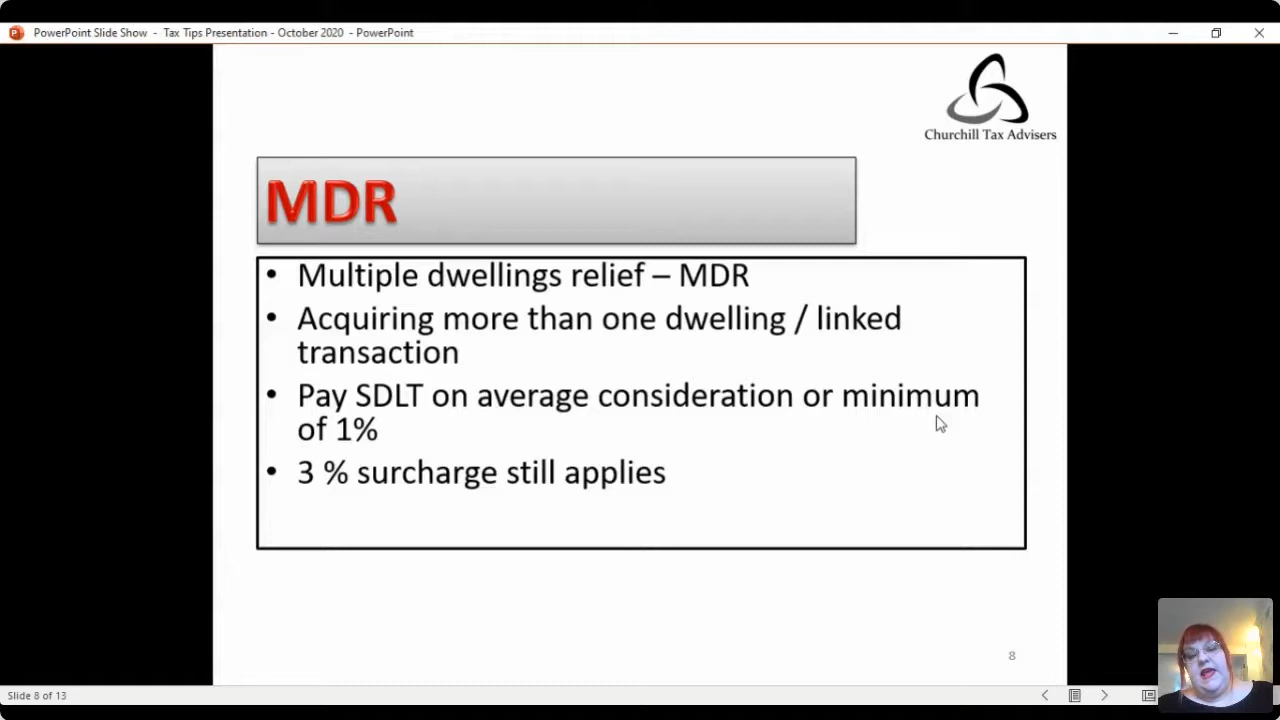 PowerPoint Slide Show - Tax Tips Presentation - October 2020 - PowerPoint
Churchill Tax Advisers
MDR
• Multiple dwellings relief – MDR
• Acquiring more than one dwelling / linked
transaction
• Pay SDLT on average consideration or minimum
of 1%
• 3 % surcharge still applies
8
Slide 8 of 13